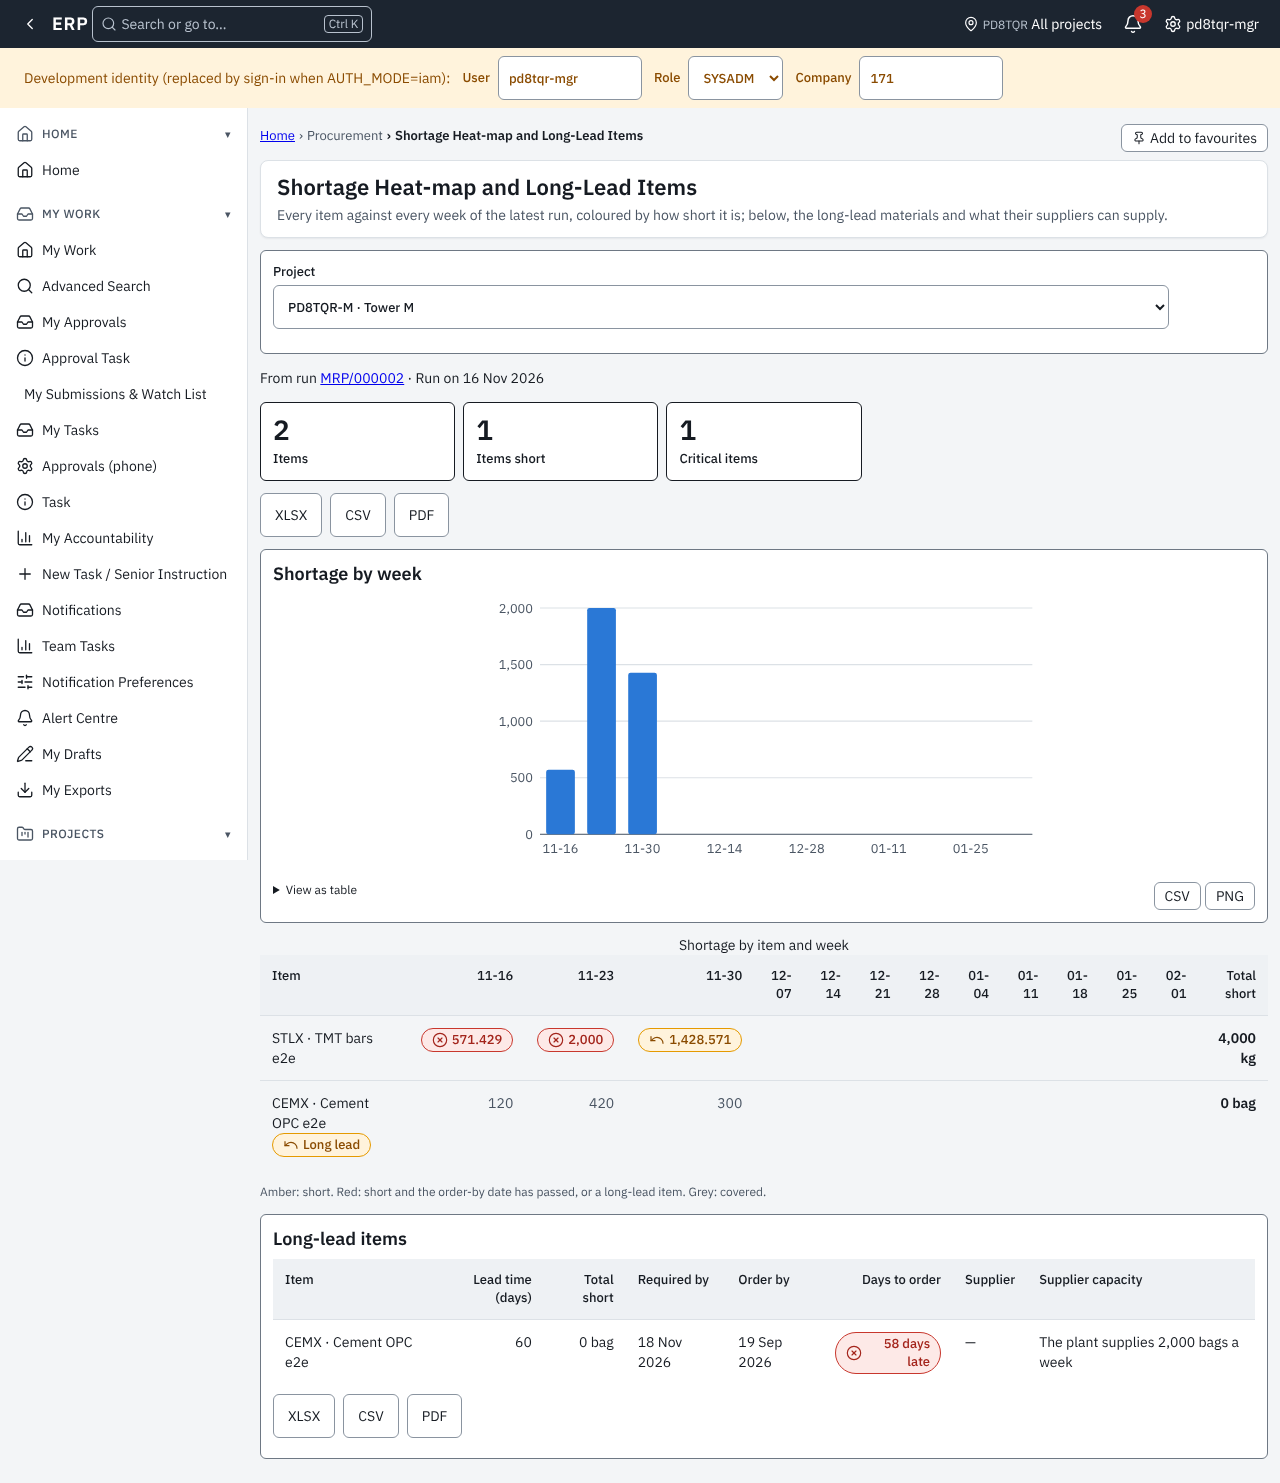 ERP
Search or go to...
Ctrl K
PD8TQR All projects
3
pd8tqr-mgr
Development identity (replaced by sign-in when AUTH_MODE=iam):
User
pd8tqr-mgr
Role
SYSADM
Company
171
HOME
Home
MY WORK
My Work
Advanced Search
My Approvals
Approval Task
My Submissions & Watch List
My Tasks
Approvals (phone)
Task
My Accountability
New Task / Senior Instruction
Notifications
Team Tasks
Notification Preferences
Alert Centre
My Drafts
My Exports
PROJECTS
Home › Procurement › Shortage Heat-map and Long-Lead Items
Add to favourites
Shortage Heat-map and Long-Lead Items
Every item against every week of the latest run, coloured by how short it is; below, the long-lead materials and what their suppliers can supply.
Project
PD8TQR-M · Tower M
From run MRP/000002 · Run on 16 Nov 2026
2
Items
1
Items short
1
Critical items
XLSX
CSV
PDF
Shortage by week
2,000
1,500
1,000
500
0
11-16
11-30
12-14
12-28
01-11
01-25
View as table
CSV
PNG
Shortage by item and week
Item
11-16
11-23
11-30
12-
07
12-
14
12-
21
12-
28
01-
04
01-
11
01-
18
01-
25
02-
01
Total
short
STLX · TMT bars
e2e
571.429
2,000
1,428.571
4,000
kg
CEMX · Cement
OPC e2e
Long lead
120
420
300
0 bag
Amber: short. Red: short and the order-by date has passed, or a long-lead item. Grey: covered.
Long-lead items
Item
Lead time
(days)
Total
short
Required by
Order by
Days to order
Supplier
Supplier capacity
CEMX · Cement OPC
e2e
60
0 bag
18 Nov
2026
19 Sep
2026
58 days
late
—
The plant supplies 2,000 bags a
week
XLSX
CSV
PDF